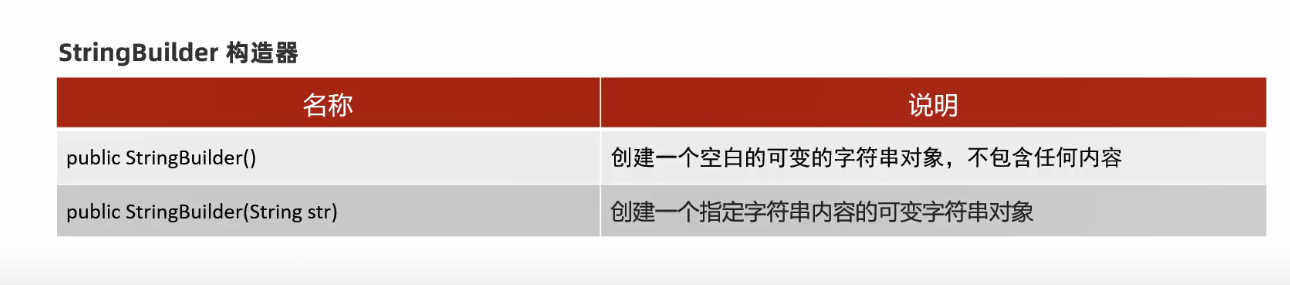 StringBuilder 构造器
名称 说明
public StringBuilder() 创建一个空白的可变的字符串对象，不包含任何内容
public StringBuilder(String str) 创建一个指定字符串内容的可变字符串对象